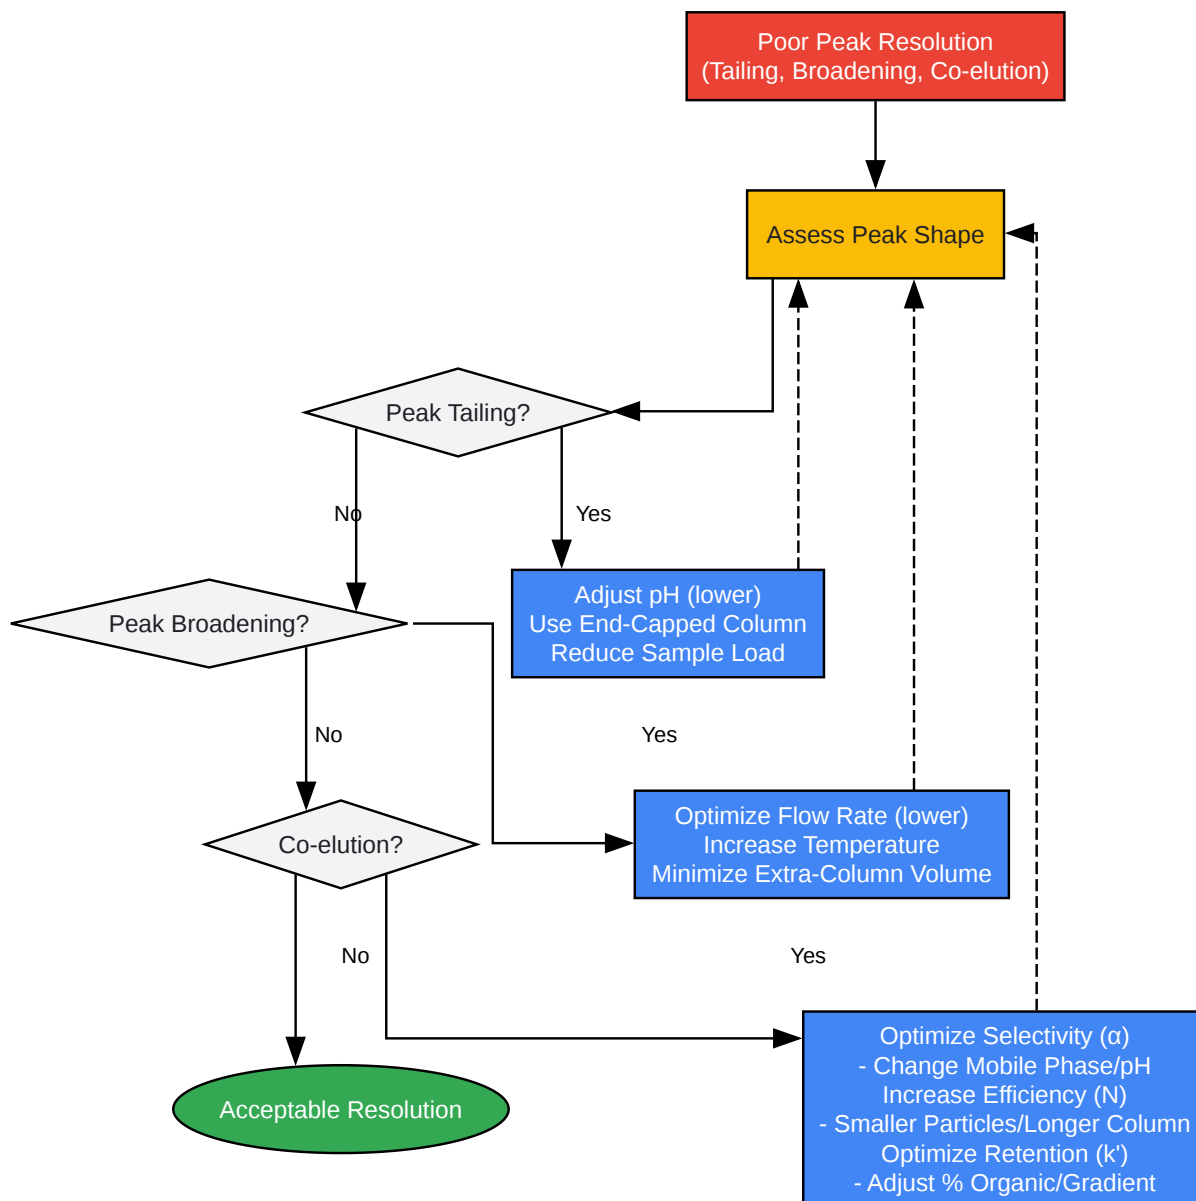 Poor Peak Resolution
(Tailing, Broadening, Co-elution)
Assess Peak Shape
Peak Tailing?
No
Yes
Adjust pH (lower)
Use End-Capped Column
Reduce Sample Load
Peak Broadening?
No
Yes
Optimize Flow Rate (lower)
Increase Temperature
Minimize Extra-Column Volume
Co-elution?
No
Yes
Optimize Selectivity (α)
- Change Mobile Phase/pH
Increase Efficiency (N)
- Smaller Particles/Longer Column
Optimize Retention (k')
- Adjust % Organic/Gradient
Acceptable Resolution